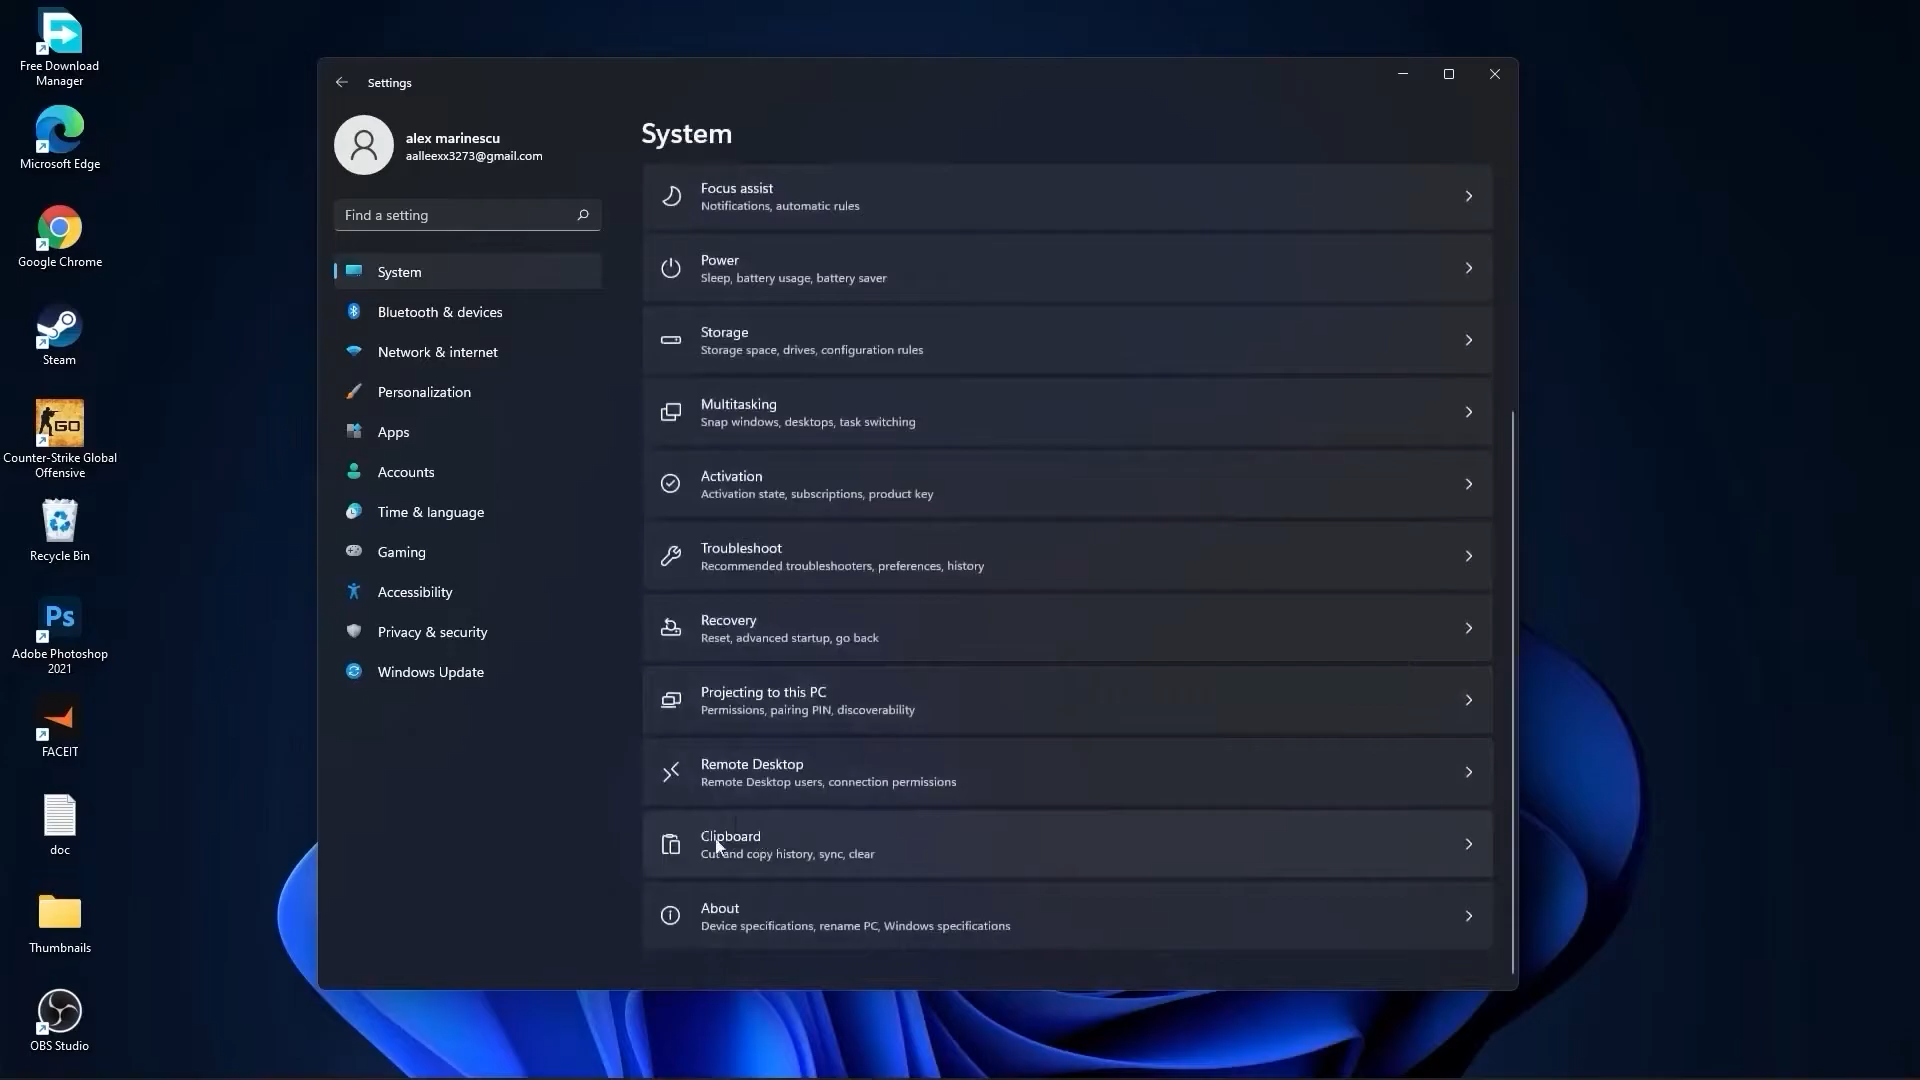 Free Download
Manager
Microsoft Edge
Google Chrome
Steam
GO
Counter-Strike Global
Offensive
Recycle Bin
Ps
Adobe Photoshop
2021
FACEIT
doc
Thumbnails
OBS Studio
Settings
alex marinescu
aalleexx3273@gmail.com
Find a setting
System
Bluetooth & devices
Network & internet
Personalization
Apps
Accounts
Time & language
Gaming
Accessibility
Privacy & security
Windows Update
System
Focus assist
Notifications, automatic rules
Power
Sleep, battery usage, battery saver
Storage
Storage space, drives, configuration rules
Multitasking
Snap windows, desktops, task switching
Activation
Activation state, subscriptions, product key
Troubleshoot
Recommended troubleshooters, preferences, history
Recovery
Reset, advanced startup, go back
Projecting to this PC
Permissions, pairing PIN, discoverability
Remote Desktop
Remote Desktop users, connection permissions
Clipboard
Cut and copy history, sync, clear
About
Device specifications, rename PC, Windows specifications